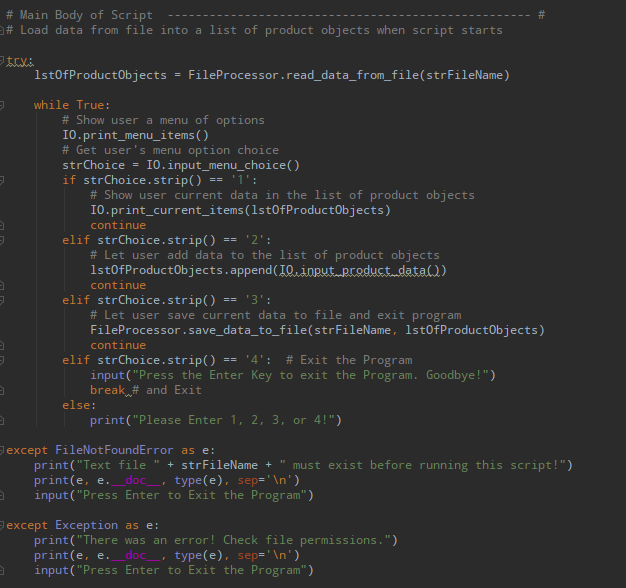 # Main Body of Script  ---------------------------------------------------- #
# Load data from file into a list of product objects when script starts
try:
    lstOfProductObjects = FileProcessor.read_data_from_file(strFileName)
    while True:
        # Show user a menu of options
        IO.print_menu_items()
        # Get user's menu option choice
        strChoice = IO.input_menu_choice()
        if strChoice.strip() == '1':
            # Show user current data in the list of product objects
            IO.print_current_items(lstOfProductObjects)
            continue
        elif strChoice.strip() == '2':
            # Let user add data to the list of product objects
            lstOfProductObjects.append(IO.input_product_data())
            continue
        elif strChoice.strip() == '3':
            # Let user save current data to file and exit program
            FileProcessor.save_data_to_file(strFileName, lstOfProductObjects)
            continue
        elif strChoice.strip() == '4':  # Exit the Program
            input("Press the Enter Key to exit the Program. Goodbye!")
            break # and Exit
        else:
            print("Please Enter 1, 2, 3, or 4!")
except FileNotFoundError as e:
    print("Text file " + strFileName + " must exist before running this script!")
    print(e, e.__doc__, type(e), sep='\n')
    input("Press Enter to Exit the Program")
except Exception as e:
    print("There was an error! Check file permissions.")
    print(e, e.__doc__, type(e), sep='\n')
    input("Press Enter to Exit the Program")